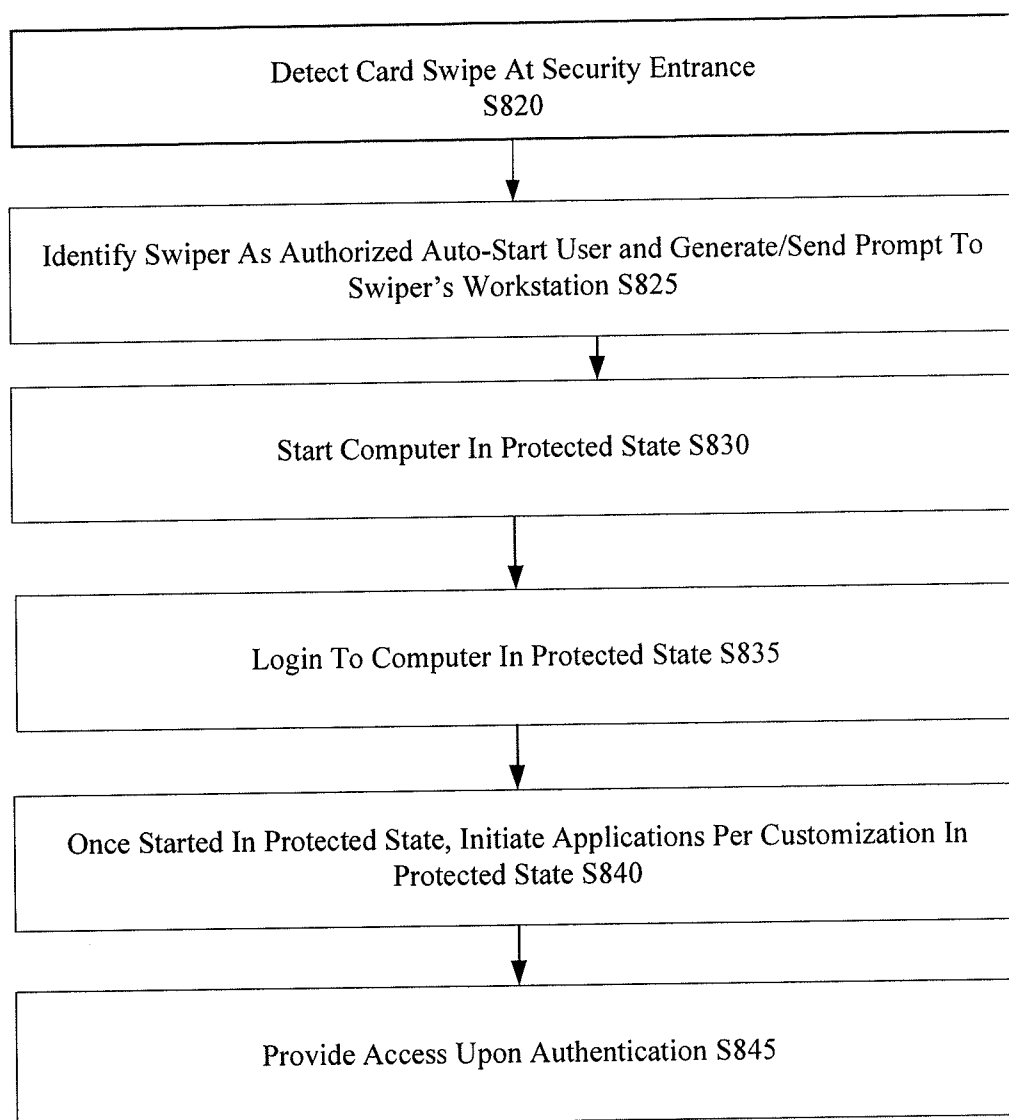 Detect Card Swipe At Security Entrance
S820
Identify Swiper As Authorized Auto-Start User and Generate/Send Prompt To
Swiper’s Workstation S825
Start Computer In Protected State S830
Login To Computer In Protected State S835
Once Started In Protected State, Initiate Applications Per Customization In
Protected State S840
Provide Access Upon Authentication S845